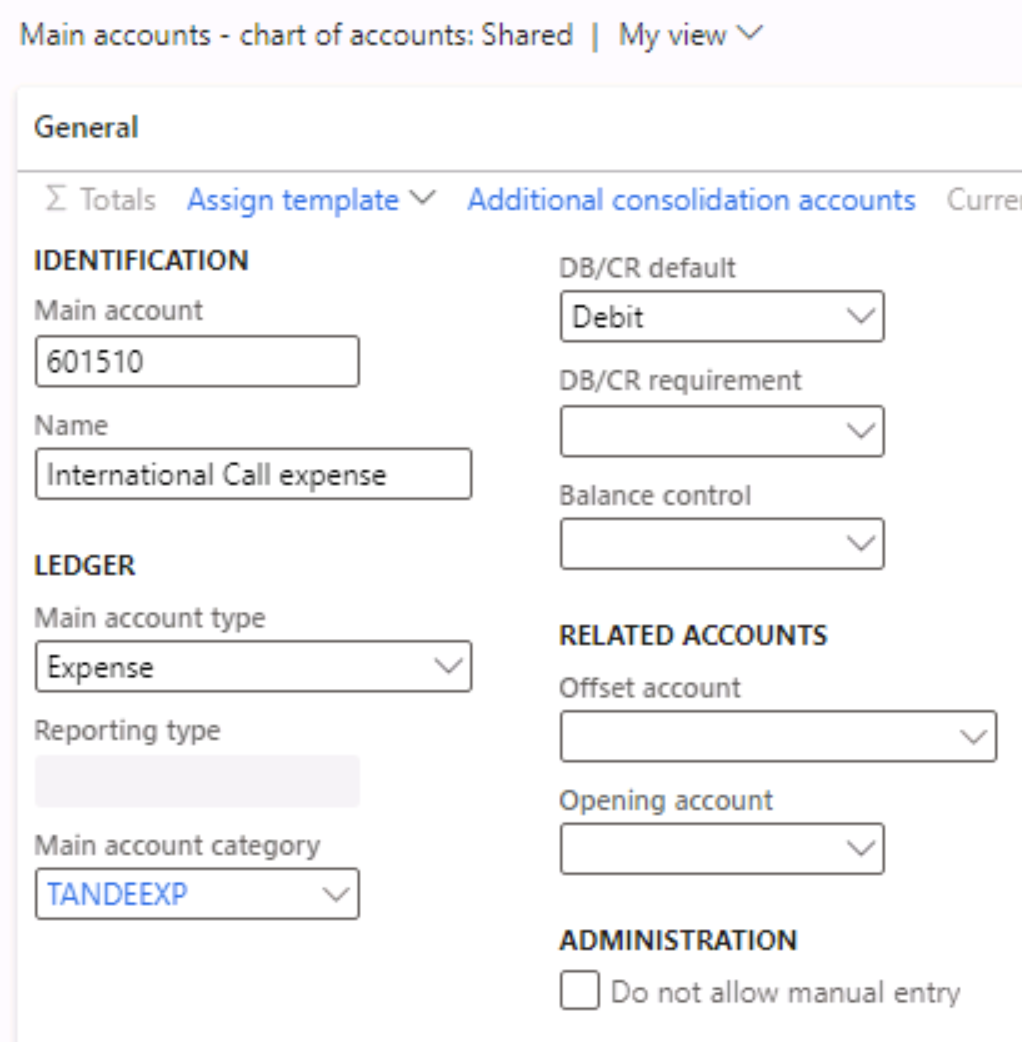 Main accounts - chart of accounts: Shared | My view
General
Σ Totals Assign template Additional consolidation accounts
IDENTIFICATION
Main account
601510
Name
International Call expense
LEDGER
Main account type
Expense
Reporting type
Main account category
TANDEEXP
DB/CR default
Debit
DB/CR requirement
Balance control
RELATED ACCOUNTS
Offset account
Opening account
ADMINISTRATION
Do not allow manual entry